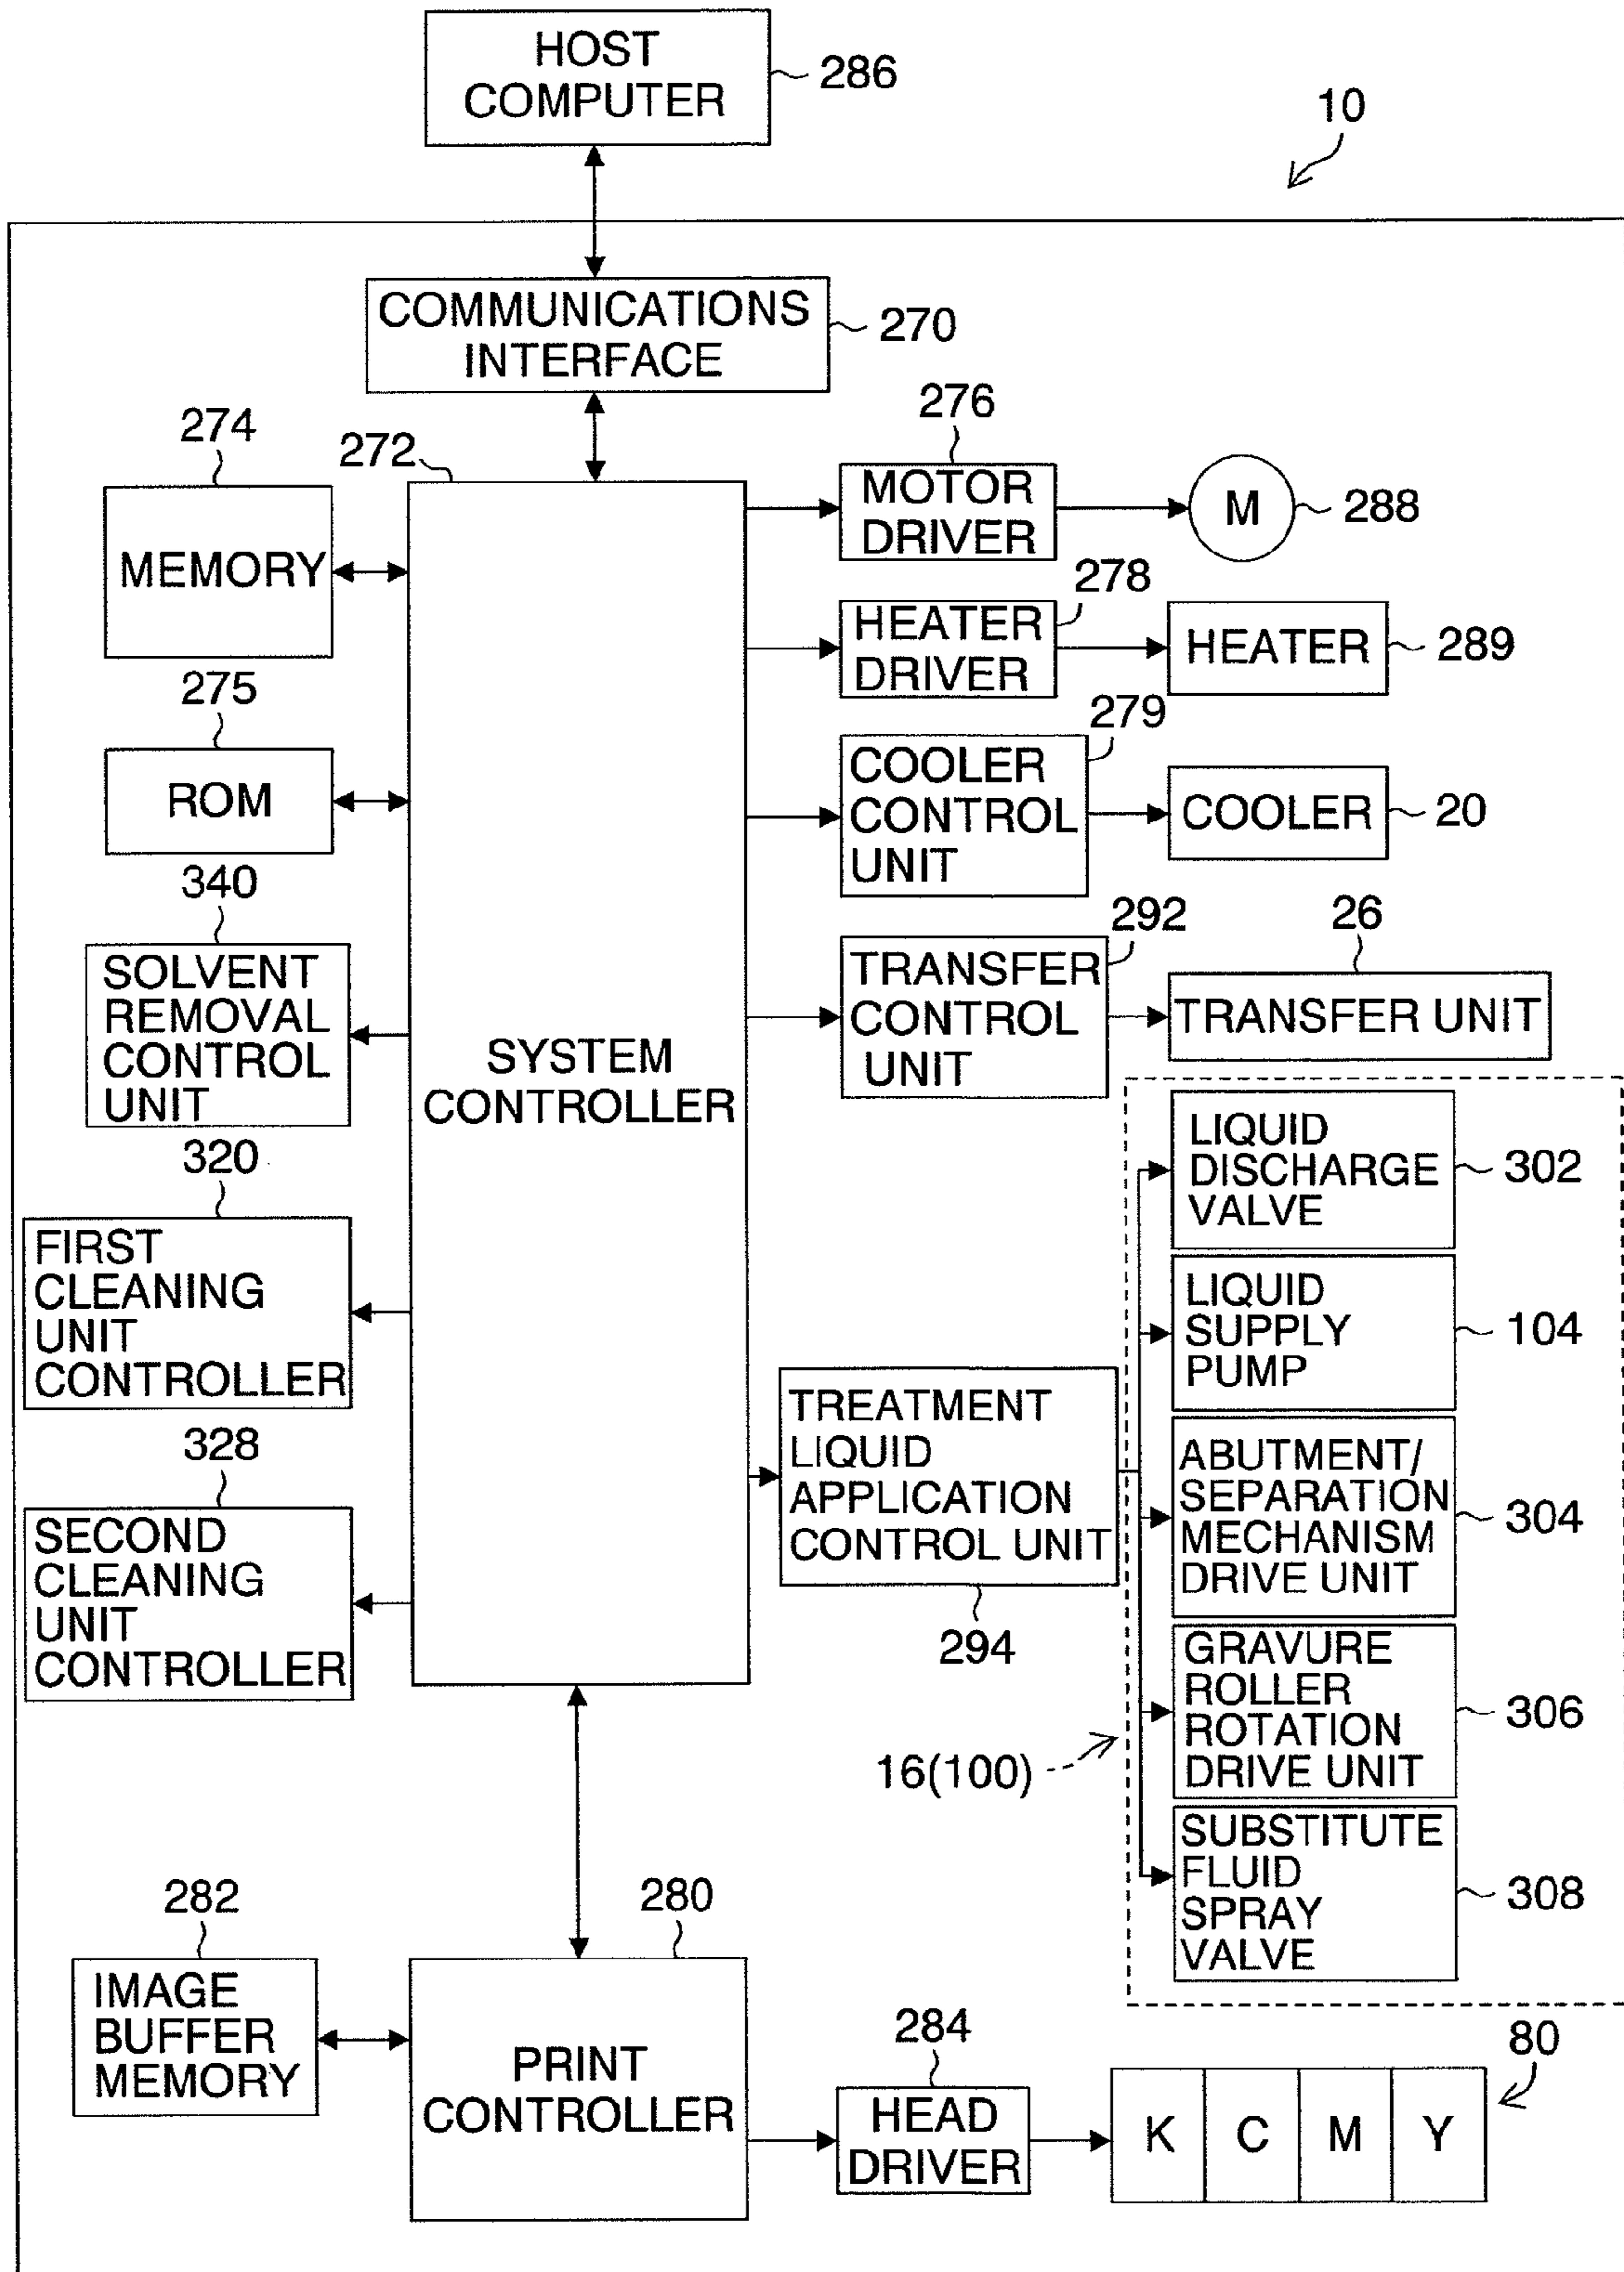 HOST
COMPUTER
286
10
COMMUNICATIONS
INTERFACE
270
274
272
276
MEMORY
MOTOR
DRIVER
M
288
278
HEATER
DRIVER
HEATER
289
275
ROM
279
COOLER
CONTROL
UNIT
COOLER
20
340
SOLVENT
REMOVAL
CONTROL
UNIT
SYSTEM
CONTROLLER
292
TRANSFER
CONTROL
UNIT
26
TRANSFER UNIT
320
FIRST
CLEANING
UNIT
CONTROLLER
328
SECOND
CLEANING
UNIT
CONTROLLER
TREATMENT
LIQUID
APPLICATION
CONTROL UNIT
294
LIQUID
DISCHARGE
VALVE
302
LIQUID
SUPPLY
PUMP
104
ABUTMENT/
SEPARATION
MECHANISM
DRIVE UNIT
304
GRAVURE
ROLLER
ROTATION
DRIVE UNIT
306
16(100)
SUBSTITUTE
FLUID
SPRAY
VALVE
308
282
IMAGE
BUFFER
MEMORY
280
PRINT
CONTROLLER
284
HEAD
DRIVER
K C M Y
80